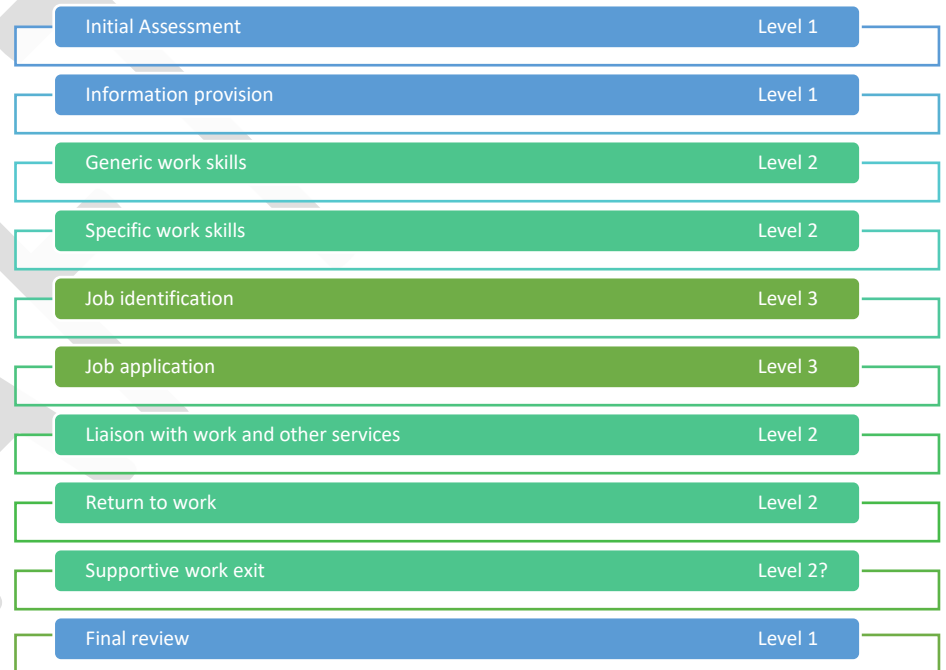 Initial Assessment Level 1
Information provision Level 1
Generic work skills Level 2
Specific work skills Level 2
Job identification Level 3
Job application Level 3
Liaison with work and other services Level 2
Return to work Level 2
Supportive work exit Level 2?
Final review Level 1